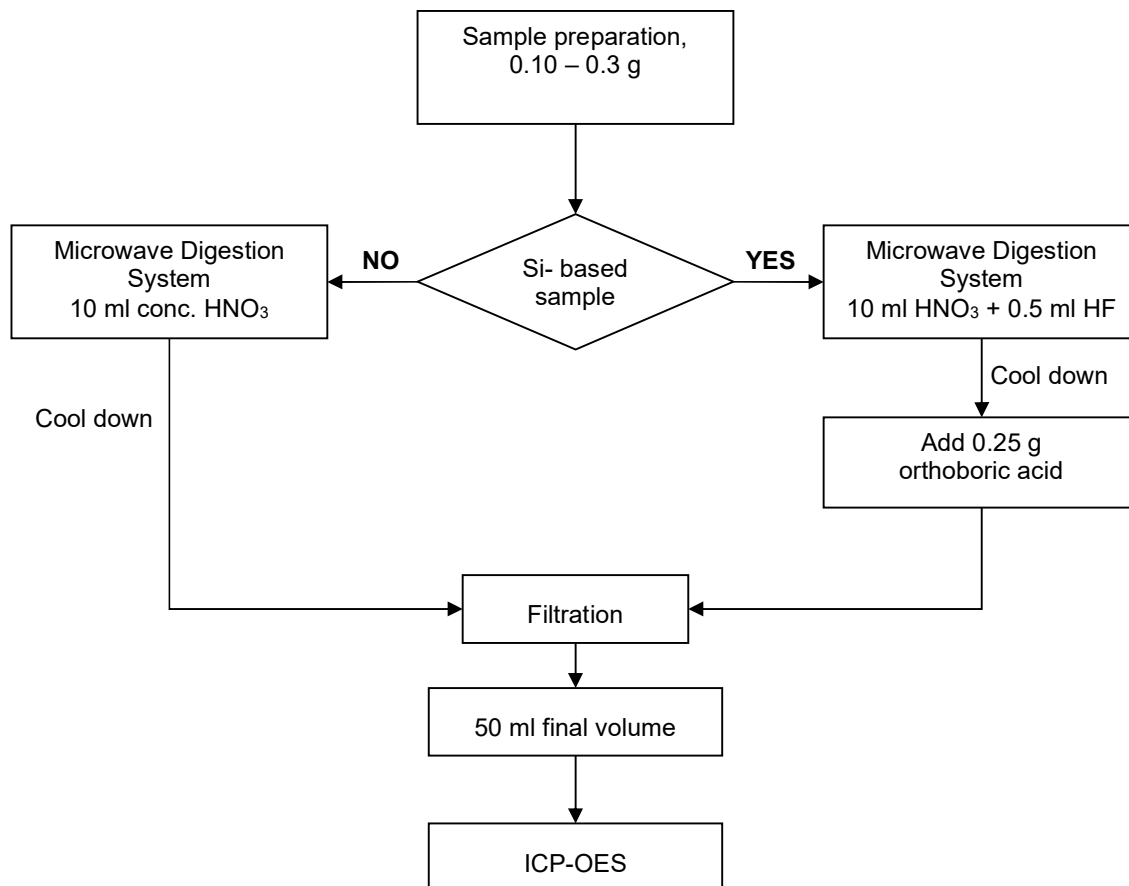 Sample preparation,
0.10 – 0.3 g
Microwave Digestion
System
10 ml conc. HNO₃
NO
Si- based
sample
YES
Microwave Digestion
System
10 ml HNO₃ + 0.5 ml HF
Cool down
Cool down
Add 0.25 g
orthoboric acid
Filtration
50 ml final volume
ICP-OES